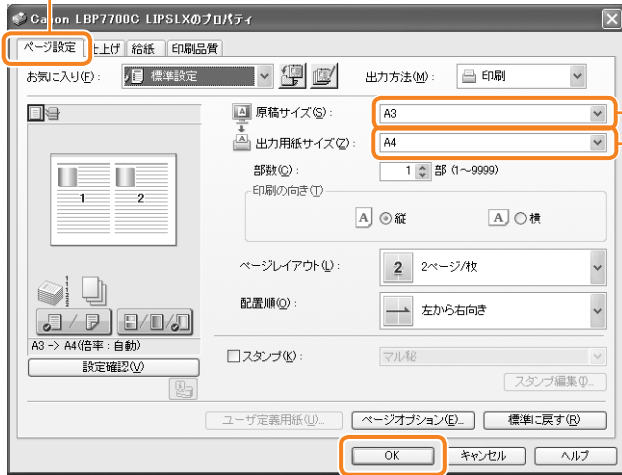 Canon LBP7700C LIPSLXのプロパティ
ページ設定 仕上げ 給紙 印刷品質
お気に入り(F): 標準設定 出力方法(M): 印刷
原稿サイズ(S): A3
出力用紙サイズ(Z): A4
部数(C): 1 部 (1～9999)
印刷の向き(T)
A 縦 A 横
1 2
ページレイアウト(L): 2 2ページ/枚
配置順(O): 左から右向き
A3 -> A4(倍率：自動)
設定確認(V)
スタンプ(K): マル秘
スタンプ編集(I)...
ユーザ定義用紙(U)... ページオプション(E)... 標準に戻す(R)
OK キャンセル ヘルプ